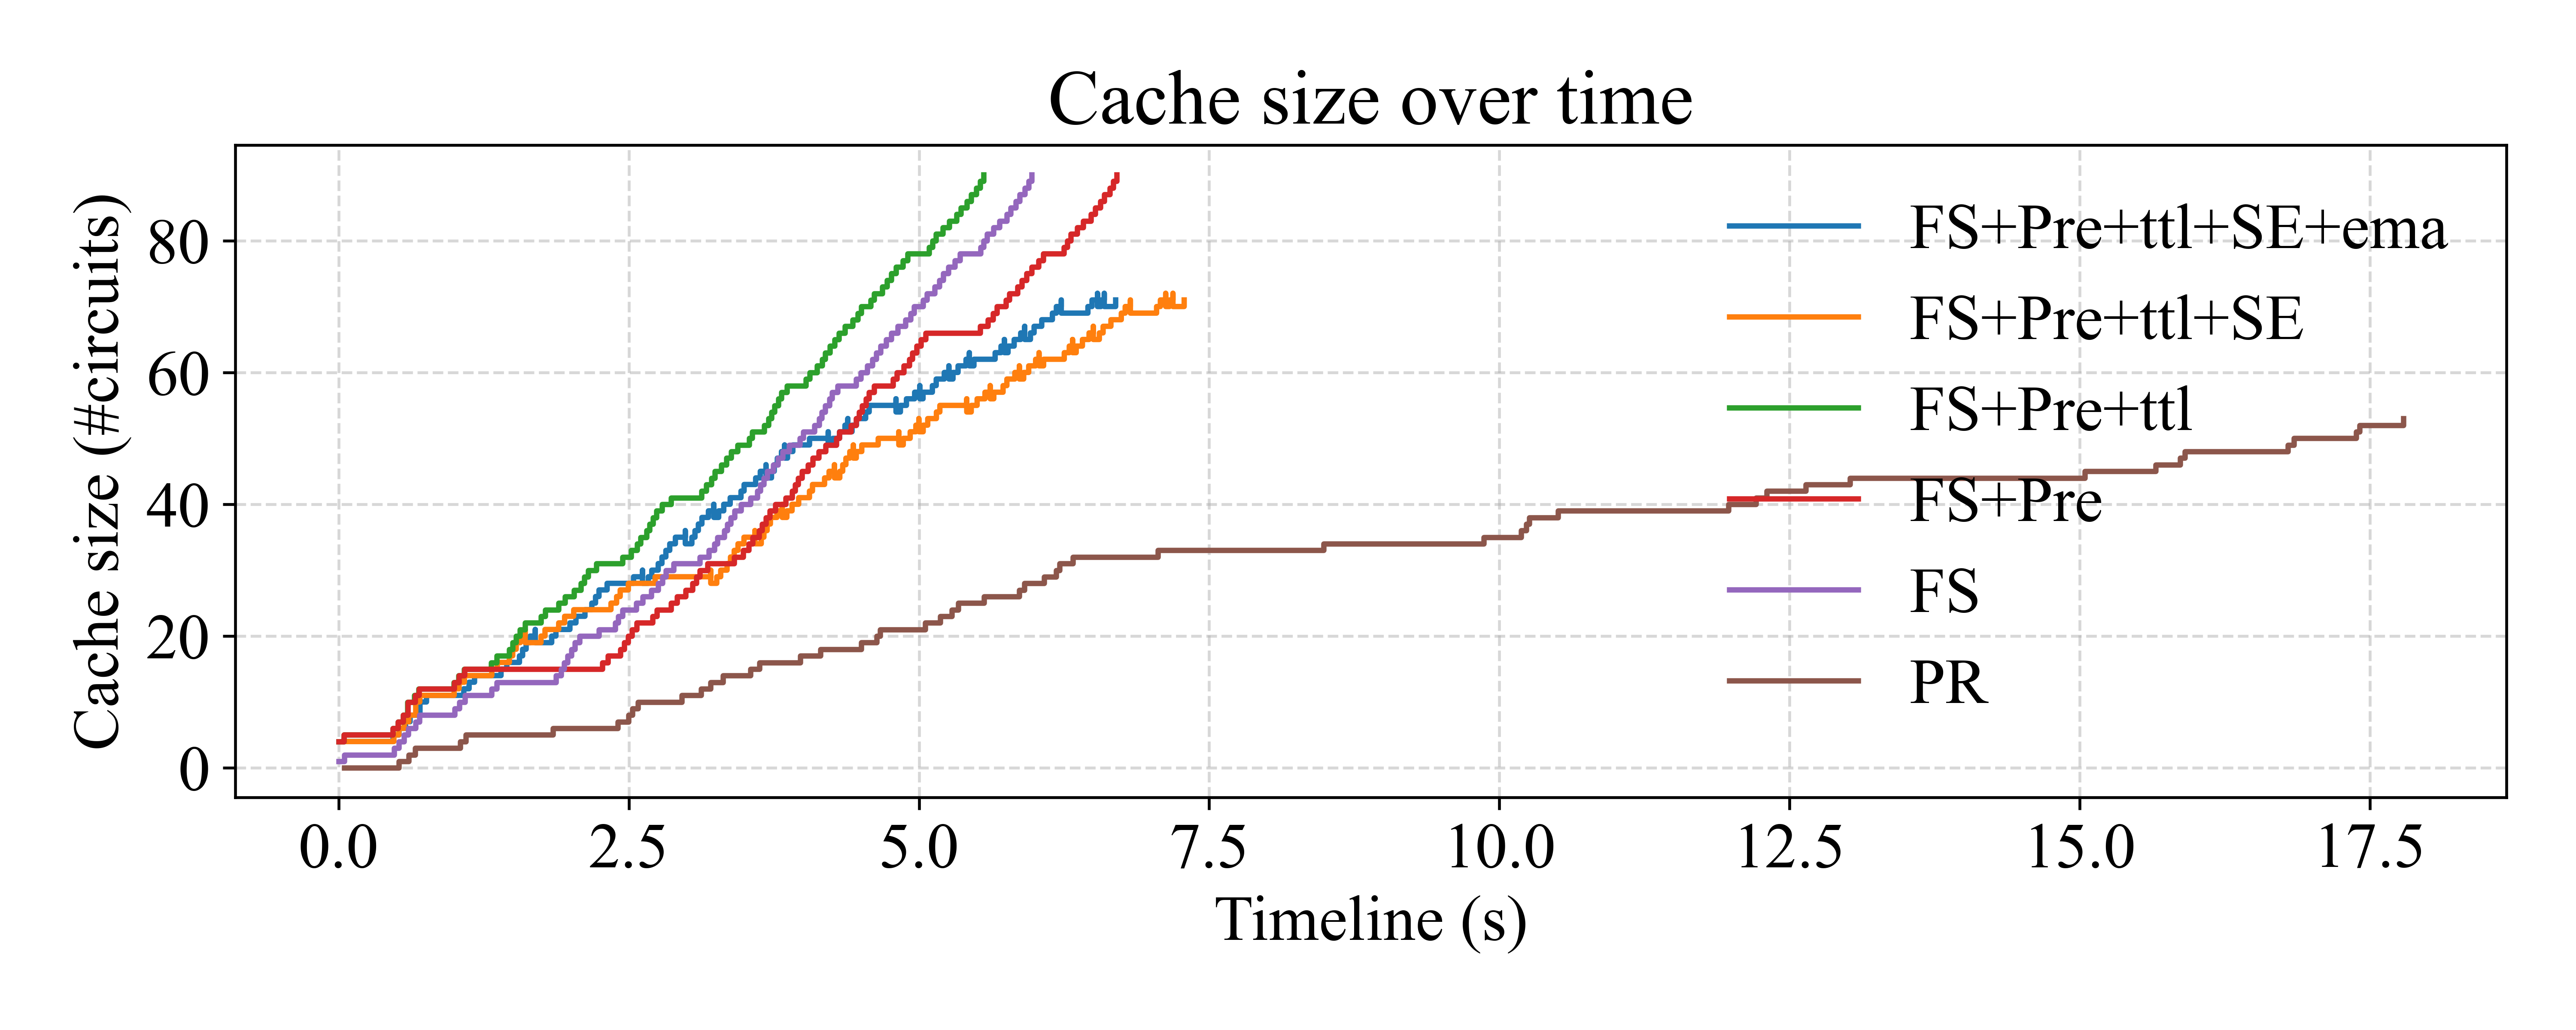 Cache size over time
Cache size (#circuits)
80
60
40
20
0
FS+Pre+ttl+SE+ema
FS+Pre+ttl+SE
FS+Pre+ttl
FS+Pre
FS
PR
0.0 2.5 5.0 7.5 10.0 12.5 15.0 17.5
Timeline (s)